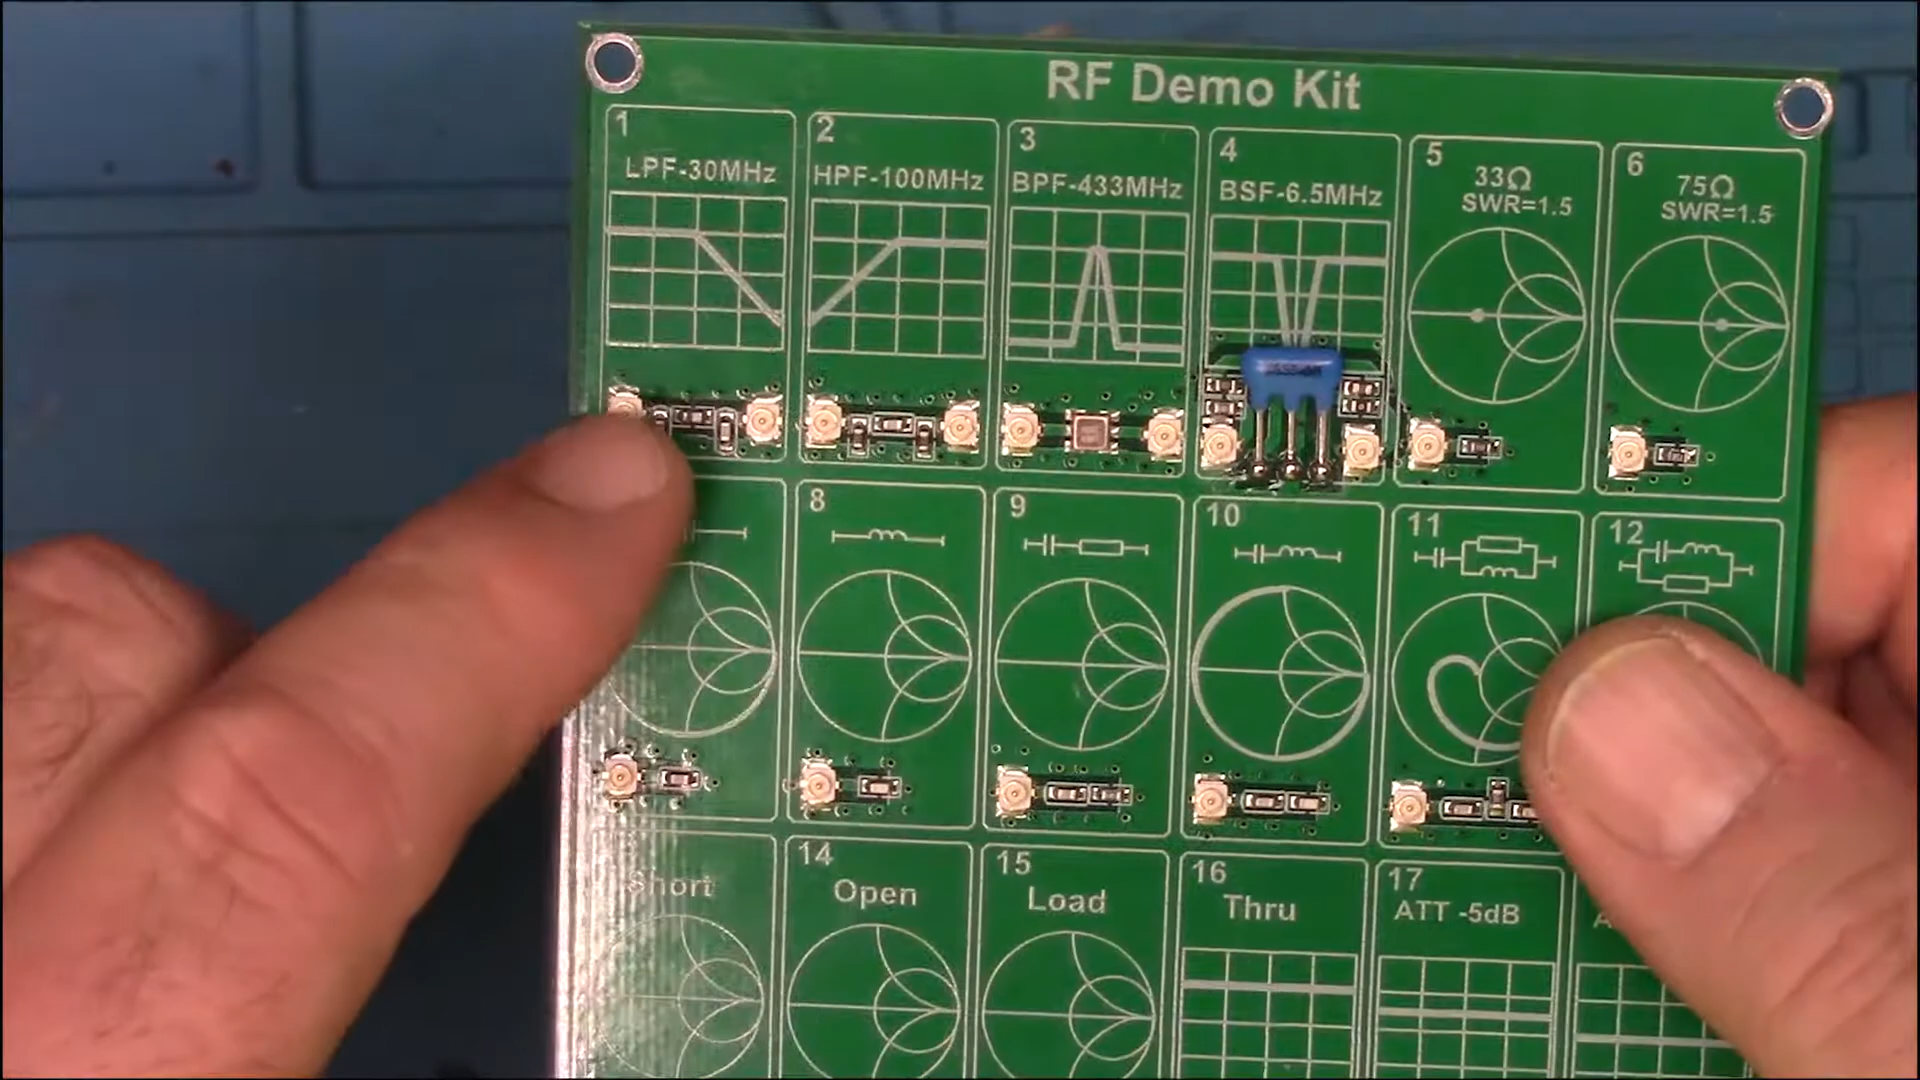 RF Demo Kit
1
LPF-30MHz
2
HPF-100MHz
3
BPF-433MHz
4
BSF-6.5MHz
5
33Ω
SWR=1.5
6
75Ω
SWR=1.5
8
9
10
11
12
Short
14
Open
15
Load
16
Thru
17
ATT -5dB